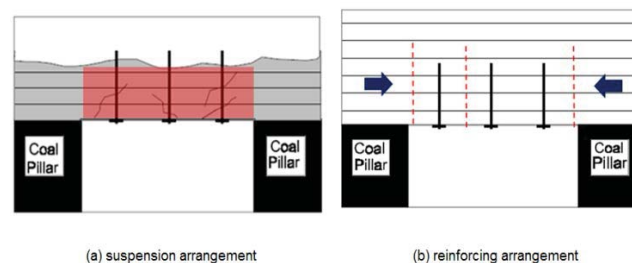 Coal
Pillar
Coal
Pillar
Coal
Pillar
Coal
Pillar
(a) suspension arrangement
(b) reinforcing arrangement